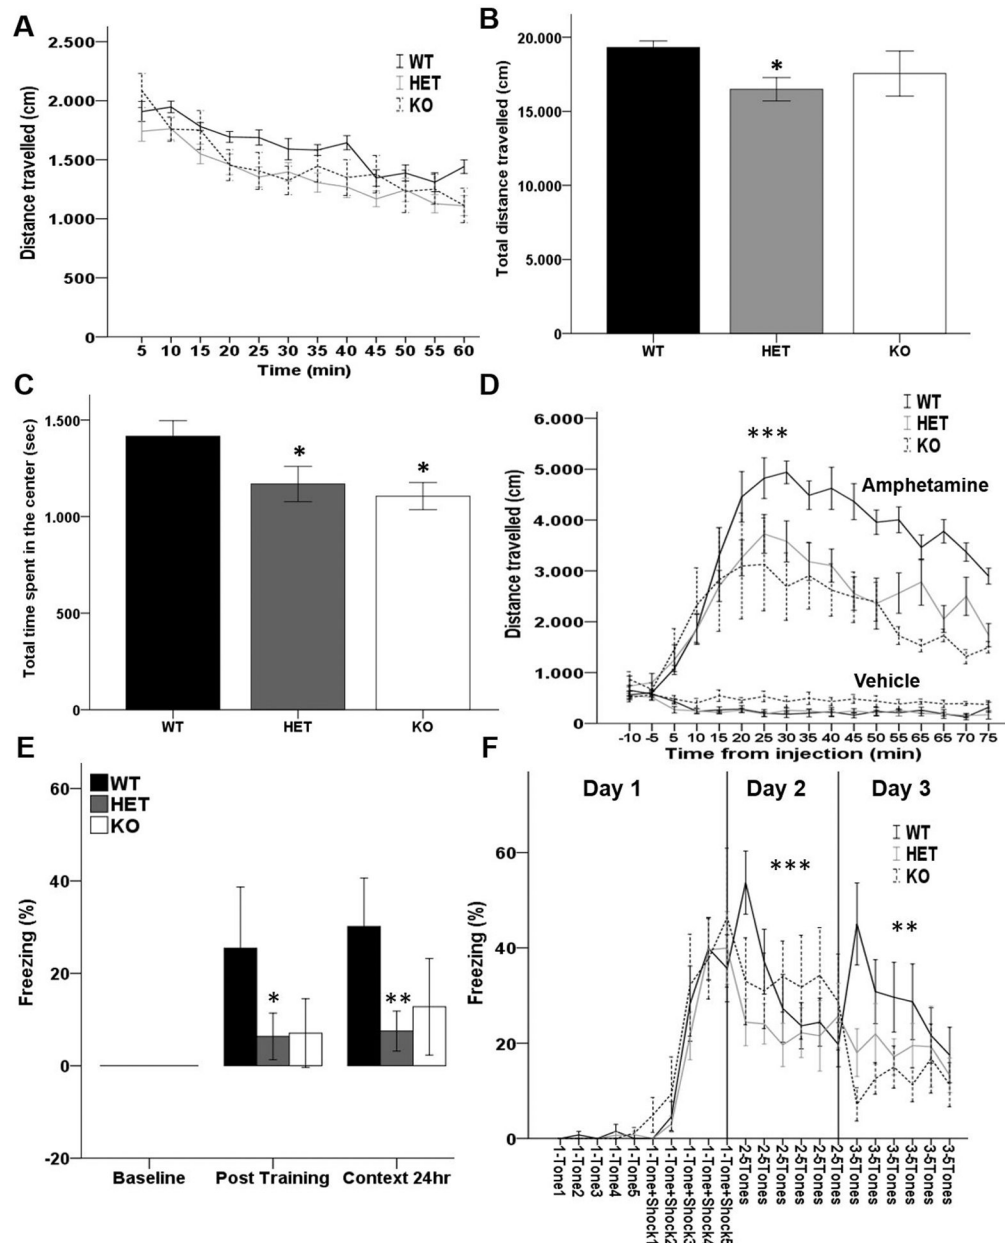 A
2.500
2.000
1.500
1.000
500
0
Distance travelled (cm)
WT
HET
KO
5 10 15 20 25 30 35 40 45 50 55 60
Time (min)
B
20.000
15.000
10.000
5.000
0
Total distance travelled (cm)
*
WT HET KO
C
1.500
1.000
500
0
Total time spent in the center (sec)
* *
WT HET KO
D
6.000
5.000
4.000
3.000
2.000
1.000
0
Distance travelled (cm)
WT
HET
KO
***
Amphetamine
Vehicle
-10 -5 5 10 15 20 25 30 35 40 45 50 55 65 65 70 75
Time from injection (min)
E
60
40
20
0
-20
Freezing (%)
WT
HET
KO
* **
Baseline Post Training Context 24hr
F
Day 1 Day 2 Day 3
60
40
20
0
Freezing (%)
WT
HET
KO
***
**
1-Tone1
1-Tone2
1-Tone3
1-Tone4
1-Tone5
1-Tone+Shock1
1-Tone+Shock2
1-Tone+Shock3
1-Tone+Shock4
1-Tone+Shock5
2-5Tones
2-5Tones
2-5Tones
2-5Tones
2-5Tones
2-5Tones
3-5Tones
3-5Tones
3-5Tones
3-5Tones
3-5Tones
3-5Tones